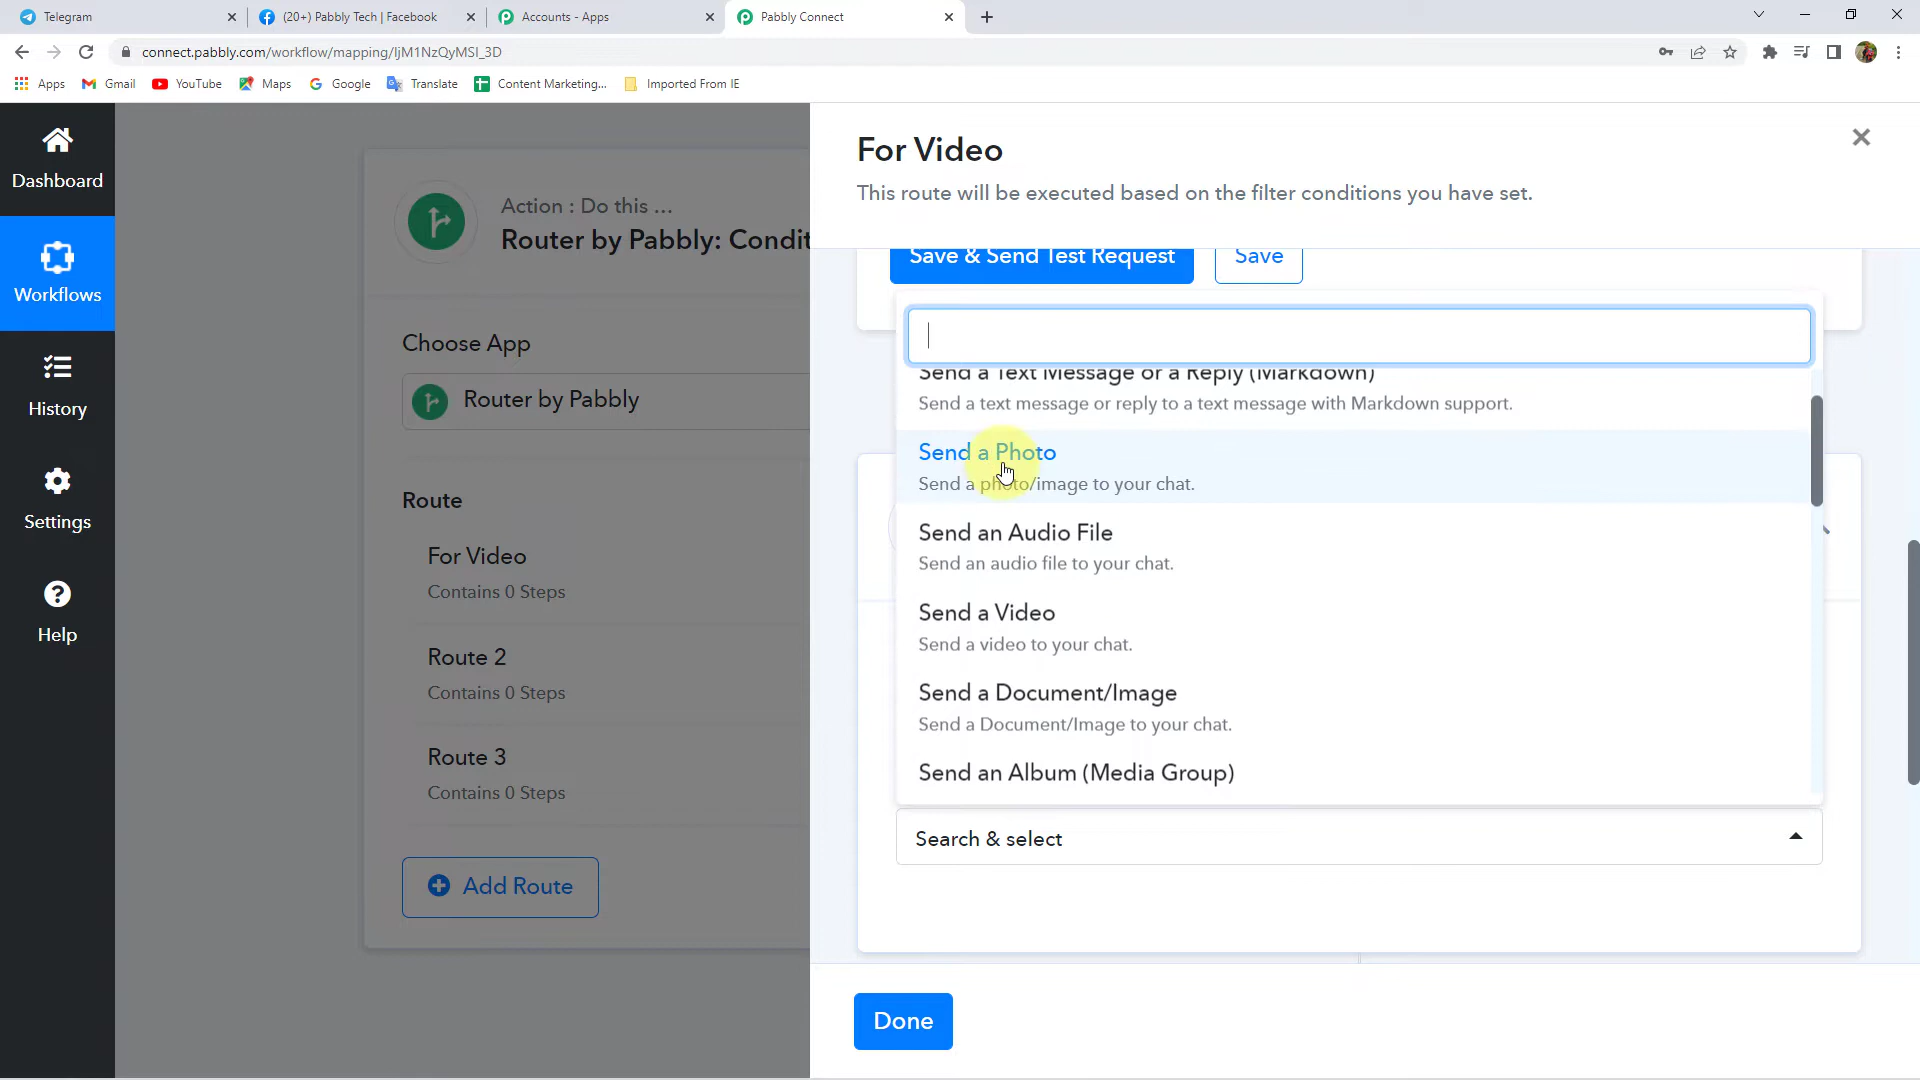 Telegram
(20+) Pabbly Tech | Facebook
Accounts - Apps
Pabbly Connect
connect.pabbly.com/workflow/mapping/IjM1NzQyMSI_3D
Apps
Gmail
YouTube
Maps
Google
Translate
Content Marketing...
Imported From IE
Dashboard
Workflows
History
Settings
Help
Action : Do this ...
Router by Pabbly: Condit
Choose App
Router by Pabbly
Route
For Video
Contains 0 Steps
Route 2
Contains 0 Steps
Route 3
Contains 0 Steps
Add Route
For Video
This route will be executed based on the filter conditions you have set.
Save & Send Test Request
Save
Send a Text Message or a Reply (Markdown)
Send a text message or reply to a text message with Markdown support.
Send a Photo
Send a photo/image to your chat.
Send an Audio File
Send an audio file to your chat.
Send a Video
Send a video to your chat.
Send a Document/Image
Send a Document/Image to your chat.
Send an Album (Media Group)
Search & select
Done